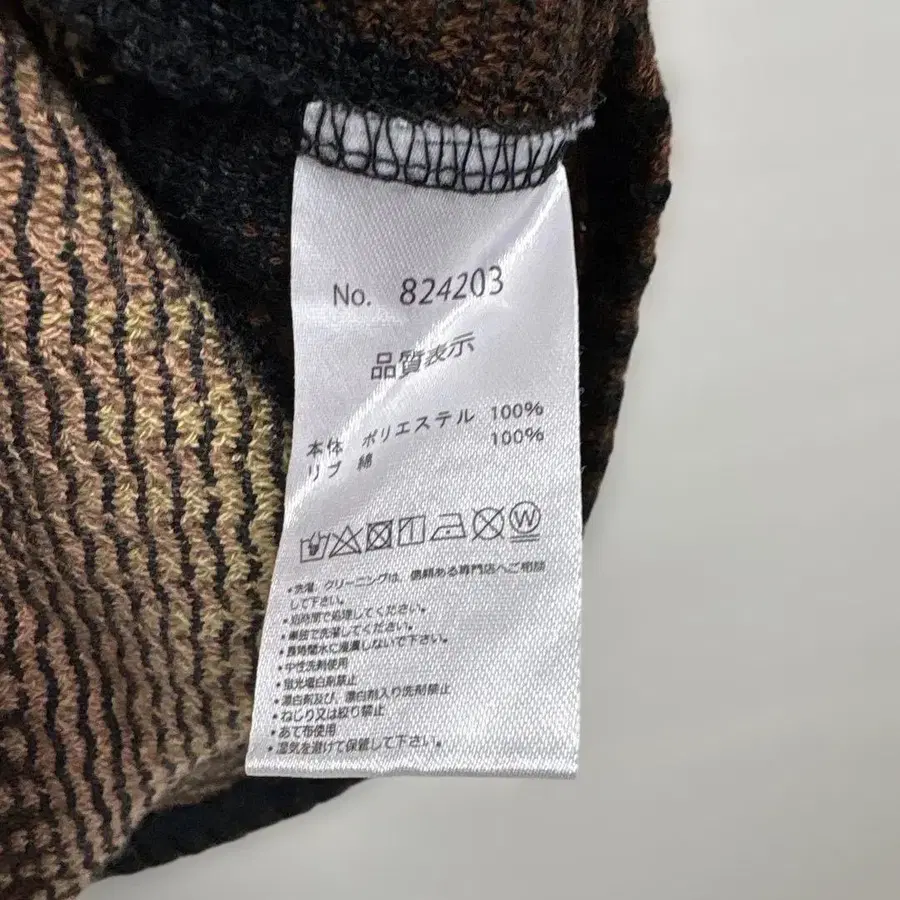 No. 824203
品質表示
本体 ポリエステル 100%
リブ 綿 100%
W
•洗濯、クリーニングは、信頼ある専門店へご相談
して下さい。
•短時間で処理してください。
•単独で洗濯してください。
•長時間水に浸漬しないで下さい。
•中性洗剤使用
•蛍光増白剤禁止
•漂白剤及び、漂白剤入り洗剤禁止
•ねじり又は絞り禁止
•あて布使用
•湿気を避けて保管して下さい。